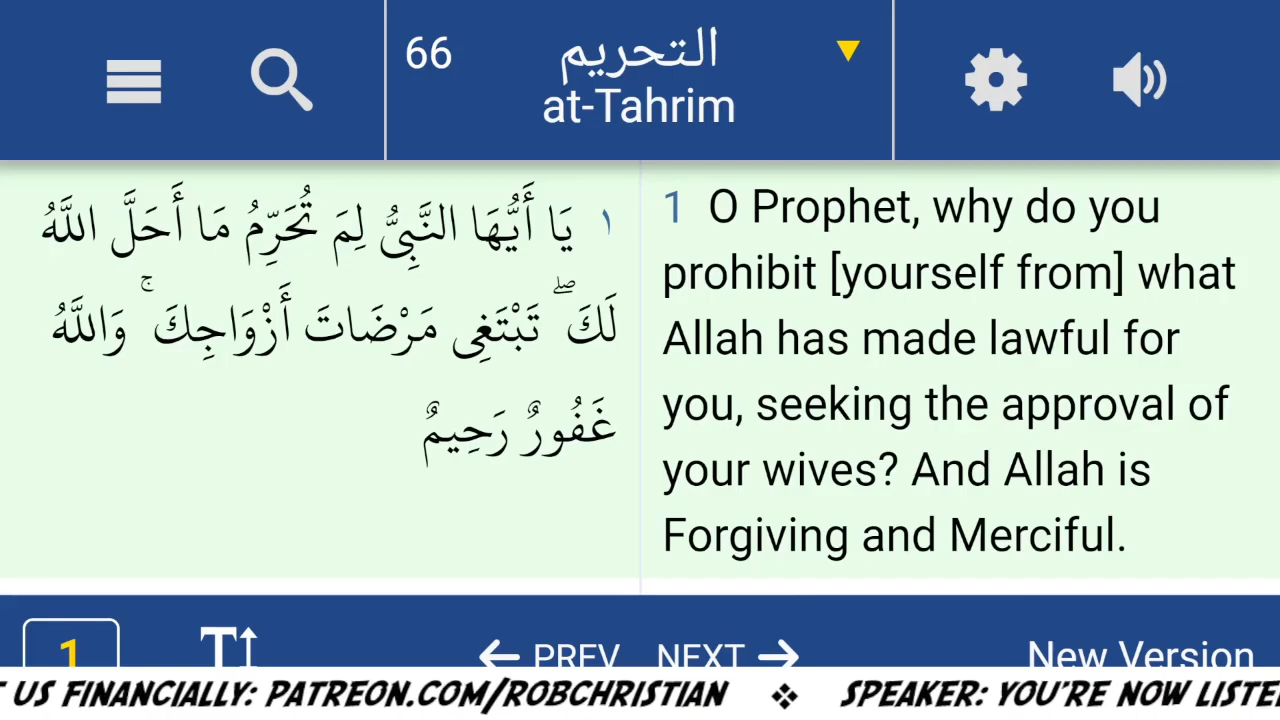 66
التحريم
at-Tahrim
١ يَا أَيُّهَا النَّبِىُّ لِمَ تُحَرِّمُ مَا أَحَلَّ اللَّهُ
لَكَ ۖ تَبْتَغِى مَرْضَاتَ أَزْوَاجِكَ ۚ وَاللَّهُ
غَفُورٌ رَحِيمٌ
1 O Prophet, why do you
prohibit [yourself from] what
Allah has made lawful for
you, seeking the approval of
your wives? And Allah is
Forgiving and Merciful.
1
PREV NEXT
New Version
US FINANCIALLY: PATREON.COM/ROBCHRISTIAN ❖ SPEAKER: YOU'RE NOW